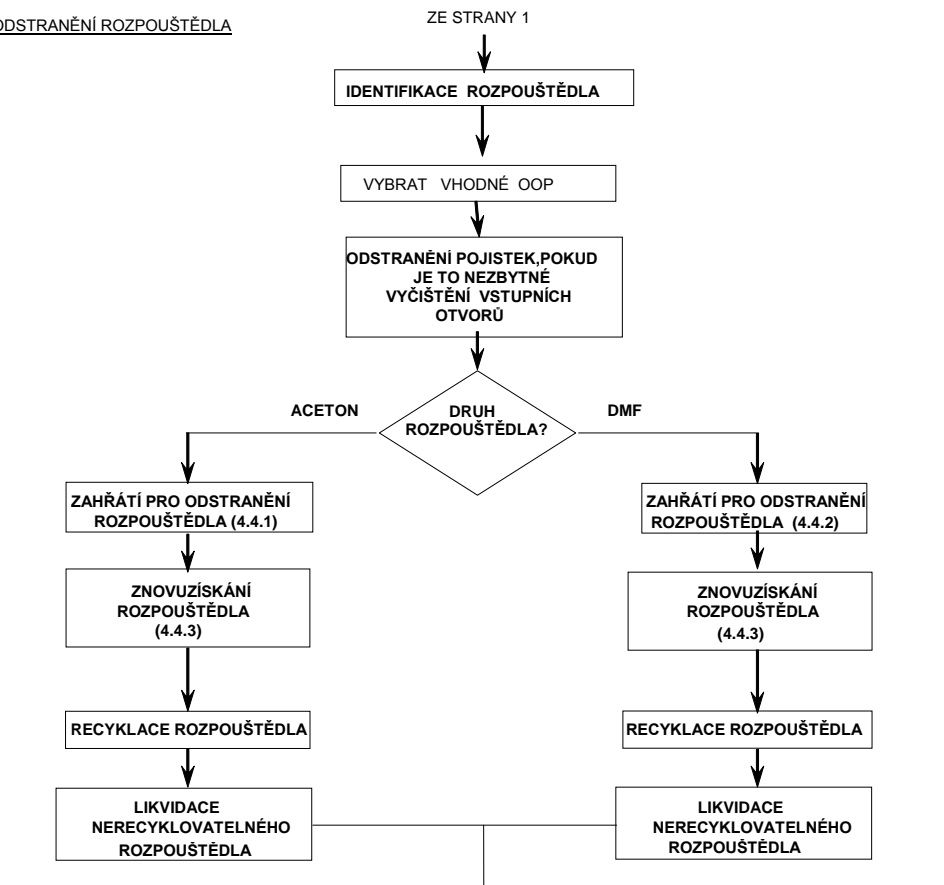 ODSTRANĚNÍ ROZPOUŠTĚDLA
ZE STRANY 1
IDENTIFIKACE ROZPOUŠTĚDLA
VYBRAT VHODNÉ OOP
ODSTRANĚNÍ POJISTEK,POKUD
JE TO NEZBYTNÉ
VYČIŠTĚNÍ VSTUPNÍCH
OTVORŮ
ACETON
DRUH
ROZPOUŠTĚDLA?
DMF
ZAHŘÁTÍ PRO ODSTRANĚNÍ
ROZPOUŠTĚDLA (4.4.1)
ZAHŘÁTÍ PRO ODSTRANĚNÍ
ROZPOUŠTĚDLA (4.4.2)
ZNOVUZÍSKÁNÍ
ROZPOUŠTĚDLA
(4.4.3)
ZNOVUZÍSKÁNÍ
ROZPOUŠTĚDLA
(4.4.3)
RECYKLACE ROZPOUŠTĚDLA
RECYKLACE ROZPOUŠTĚDLA
LIKVIDACE
NERECYKLOVATELNÉHO
ROZPOUŠTĚDLA
LIKVIDACE
NERECYKLOVATELNÉHO
ROZPOUŠTĚDLA